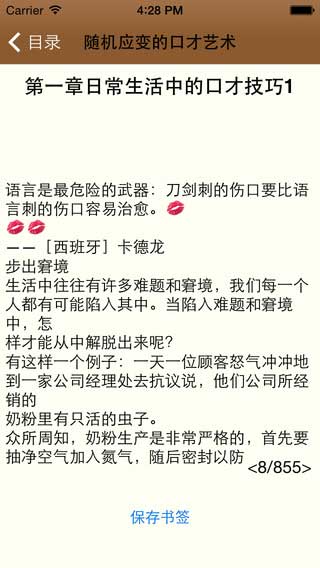 Carrier 4:28 PM
目录 随机应变的口才艺术
第一章日常生活中的口才技巧1
语言是最危险的武器：刀剑刺的伤口要比语
言刺的伤口容易治愈。💋
💋💋
——［西班牙］卡德龙
步出窘境
生活中往往有许多难题和窘境，我们每一个
人都有可能陷入其中。当陷入难题和窘境
中，怎
样才能从中解脱出来呢？
有这样一个例子：一天一位顾客怒气冲冲地
到一家公司经理处去抗议说，他们公司所经
销的
奶粉里有只活的虫子。
众所周知，奶粉生产是非常严格的，首先要
抽净空气加入氮气，随后密封以防
<8/855>
保存书签